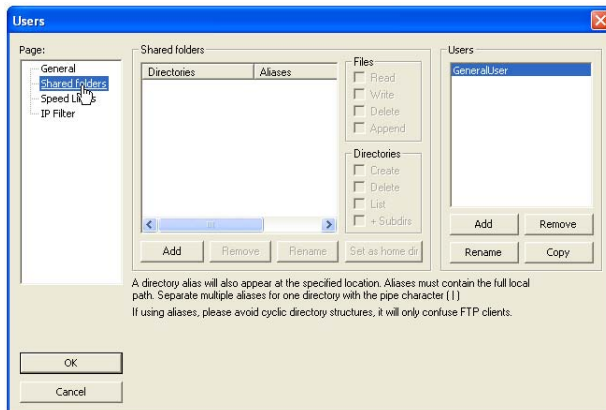 Users
Page:
General
Shared folders
Speed Li
IP Filter
Shared folders
Directories
Aliases
Files
Read
Write
Delete
Append
Directories
Create
Delete
List
+ Subdirs
Add
Remove
Rename
Set as home dir
Users
GeneralUser
Add
Remove
Rename
Copy
A directory alias will also appear at the specified location. Aliases must contain the full local
path. Separate multiple aliases for one directory with the pipe character ( | )
If using aliases, please avoid cyclic directory structures, it will only confuse FTP clients.
OK
Cancel